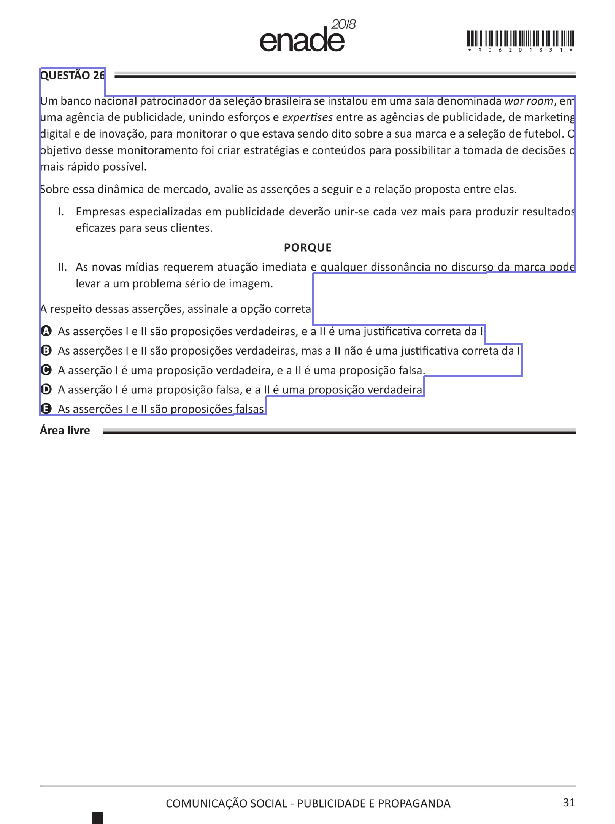 enade 2018
*R06201831*
QUESTÃO 26
Um banco nacional patrocinador da seleção brasileira se instalou em uma sala denominada war room, em
uma agência de publicidade, unindo esforços e expertises entre as agências de publicidade, de marketing
digital e de inovação, para monitorar o que estava sendo dito sobre a sua marca e a seleção de futebol. O
objetivo desse monitoramento foi criar estratégias e conteúdos para possibilitar a tomada de decisões o
mais rápido possível.
Sobre essa dinâmica de mercado, avalie as asserções a seguir e a relação proposta entre elas.
I. Empresas especializadas em publicidade deverão unir-se cada vez mais para produzir resultados
eficazes para seus clientes.
PORQUE
II. As novas mídias requerem atuação imediata e qualquer dissonância no discurso da marca pode
levar a um problema sério de imagem.
A respeito dessas asserções, assinale a opção correta
A As asserções I e II são proposições verdadeiras, e a II é uma justificativa correta da I
B As asserções I e II são proposições verdadeiras, mas a II não é uma justificativa correta da I
C A asserção I é uma proposição verdadeira, e a II é uma proposição falsa.
D A asserção I é uma proposição falsa, e a II é uma proposição verdadeira
E As asserções I e II são proposições falsas
Área livre
COMUNICAÇÃO SOCIAL - PUBLICIDADE E PROPAGANDA
31